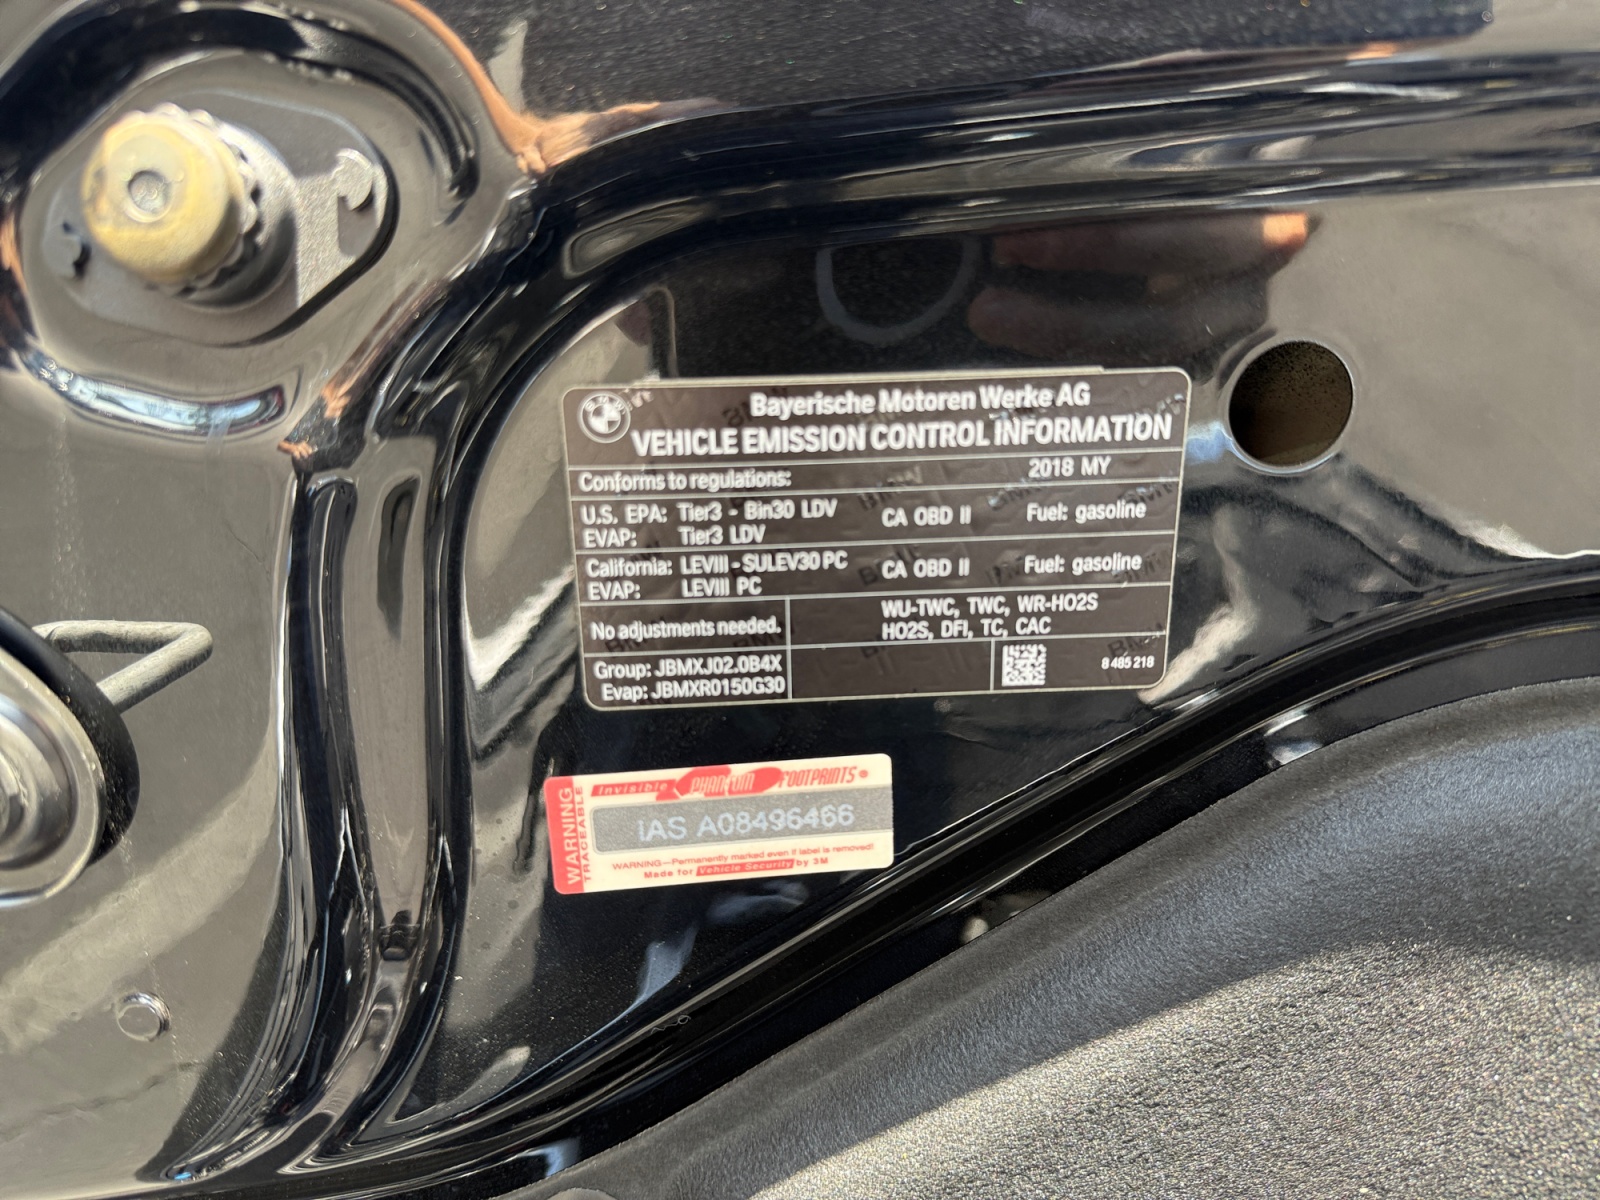 BMW
Bayerische Motoren Werke AG
VEHICLE EMISSION CONTROL INFORMATION
Conforms to regulations: 2018 MY
U.S. EPA: Tier3 - Bin30 LDV CA OBD II Fuel: gasoline
EVAP: Tier3 LDV
California: LEVIII - SULEV30 PC CA OBD II Fuel: gasoline
EVAP: LEVIII PC
No adjustments needed. WU-TWC, TWC, WR-HO2S
HO2S, DFI, TC, CAC
Group: JBMXJ02.0B4X
Evap: JBMXR0150G30
8 485 218
WARNING
TRACEABLE
Invisible PHANTOM FOOTPRINTS
IAS A08496466
WARNING—Permanently marked even if label is removed!
Made for Vehicle Security by 3M